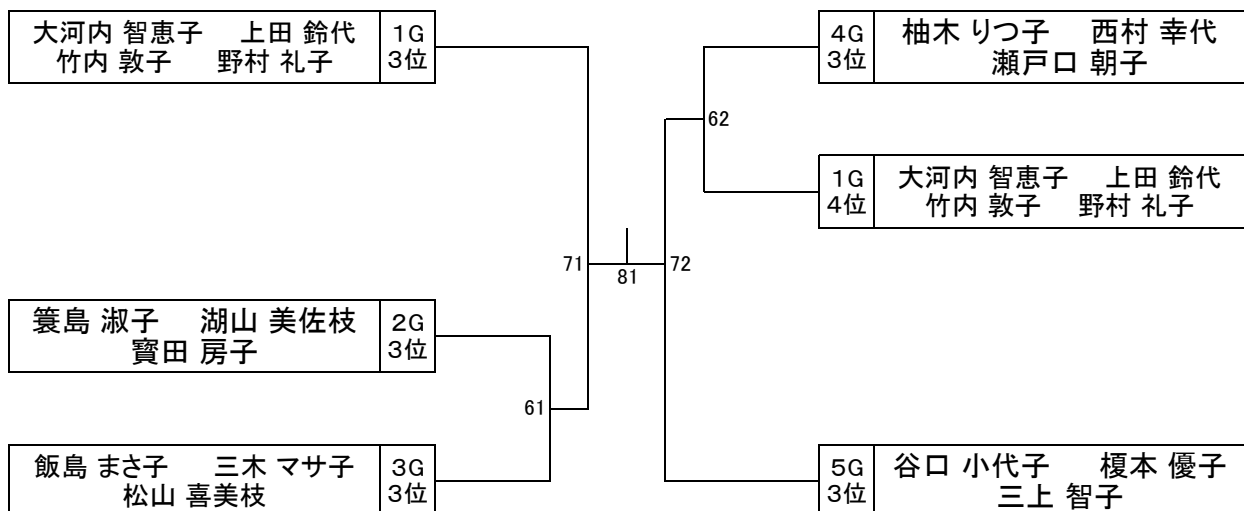 大河内 智恵子　上田 鈴代
竹内 敦子　野村 礼子
1G
3位
簑島 淑子　湖山 美佐枝
寳田 房子
2G
3位
飯島 まさ子　三木 マサ子
松山 喜美枝
3G
3位
61
71
81
72
62
4G
3位
柚木 りつ子　西村 幸代
瀬戸口 朝子
1G
4位
大河内 智恵子　上田 鈴代
竹内 敦子　野村 礼子
5G
3位
谷口 小代子　榎本 優子
三上 智子